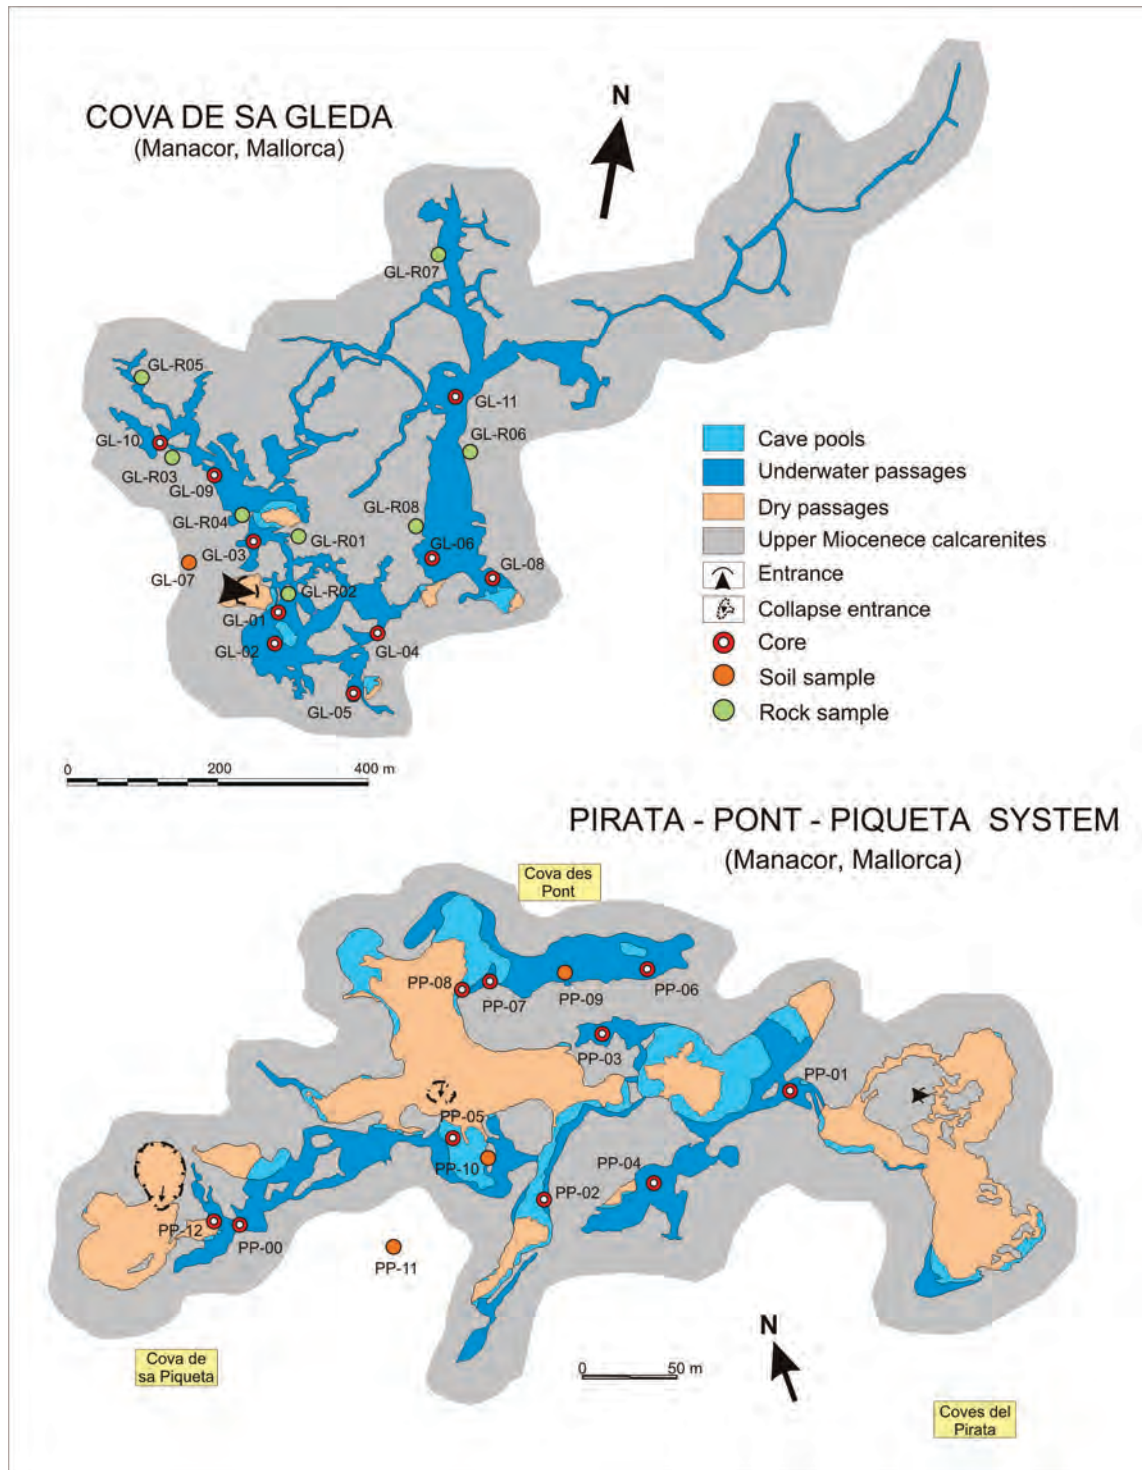 COVA DE SA GLEDA
(Manacor, Mallorca)
N
GL-R07
GL-R05
GL-11
GL-10
GL-R06
GL-R03
GL-09
GL-R04
GL-R08
GL-R01
GL-03
GL-06
GL-08
GL-07
GL-R02
GL-01
GL-02
GL-04
GL-05
Cave pools
Underwater passages
Dry passages
Upper Miocenece calcarenites
Entrance
Collapse entrance
Core
Soil sample
Rock sample
0 200 400 m
PIRATA - PONT - PIQUETA SYSTEM
(Manacor, Mallorca)
Cova des
Pont
PP-08
PP-07
PP-09
PP-06
PP-03
PP-01
PP-05
PP-10
PP-04
PP-02
PP-12
PP-00
PP-11
N
0 50 m
Cova de
sa Piqueta
Coves del
Pirata